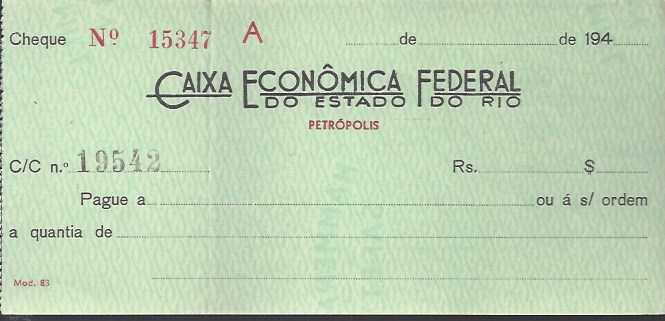 Cheque Nº 15347 A de de 194
CAIXA ECONÔMICA FEDERAL
DO ESTADO DO RIO
PETRÓPOLIS
C/C n.º 19542 Rs. $
Pague a ou á s/ ordem
a quantia de
Mod. 83